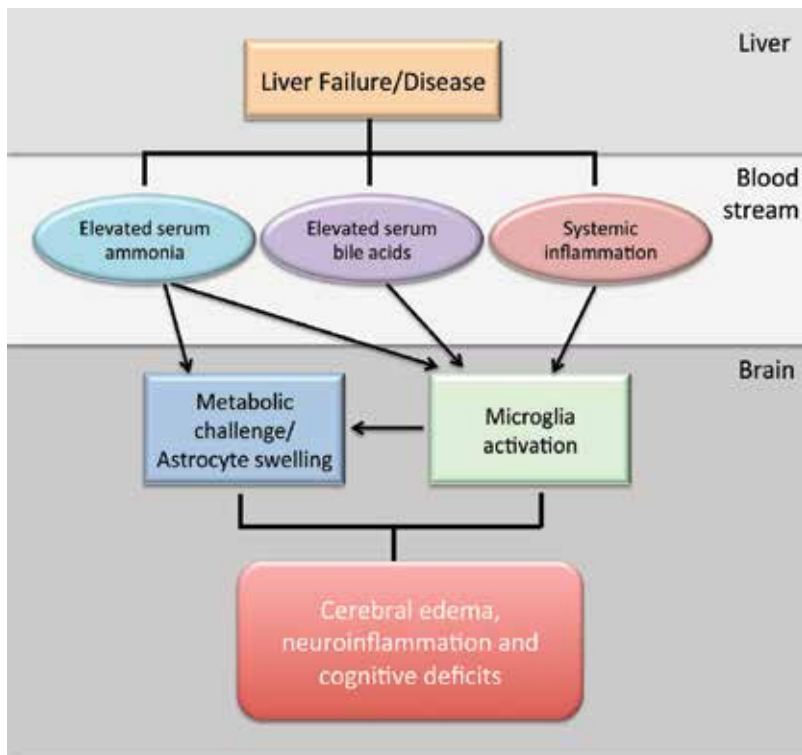 Liver
Liver Failure/Disease
Blood
stream
Elevated serum
ammonia
Elevated serum
bile acids
Systemic
inflammation
Brain
Metabolic
challenge/
Astrocyte swelling
Microglia
activation
Cerebral edema,
neuroinflammation and
cognitive deficits